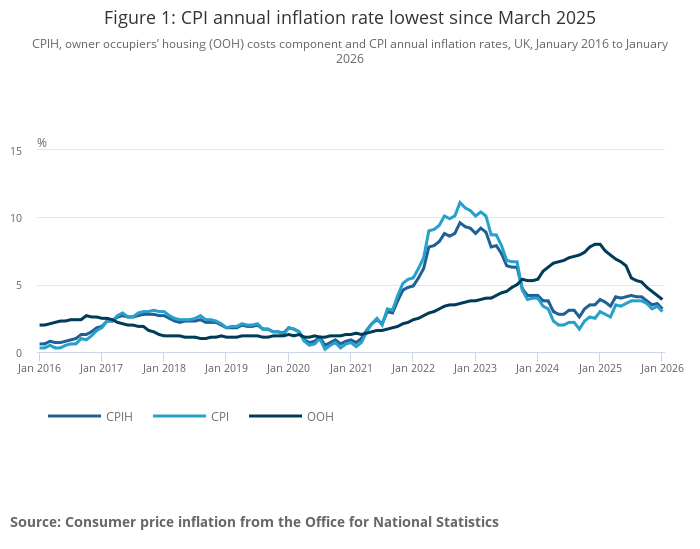 Figure 1: CPI annual inflation rate lowest since March 2025
CPIH, owner occupiers’ housing (OOH) costs component and CPI annual inflation rates, UK, January 2016 to January
2026
%
15
10
5
0
Jan 2016 Jan 2017 Jan 2018 Jan 2019 Jan 2020 Jan 2021 Jan 2022 Jan 2023 Jan 2024 Jan 2025 Jan 2026
CPIH CPI OOH
Source: Consumer price inflation from the Office for National Statistics